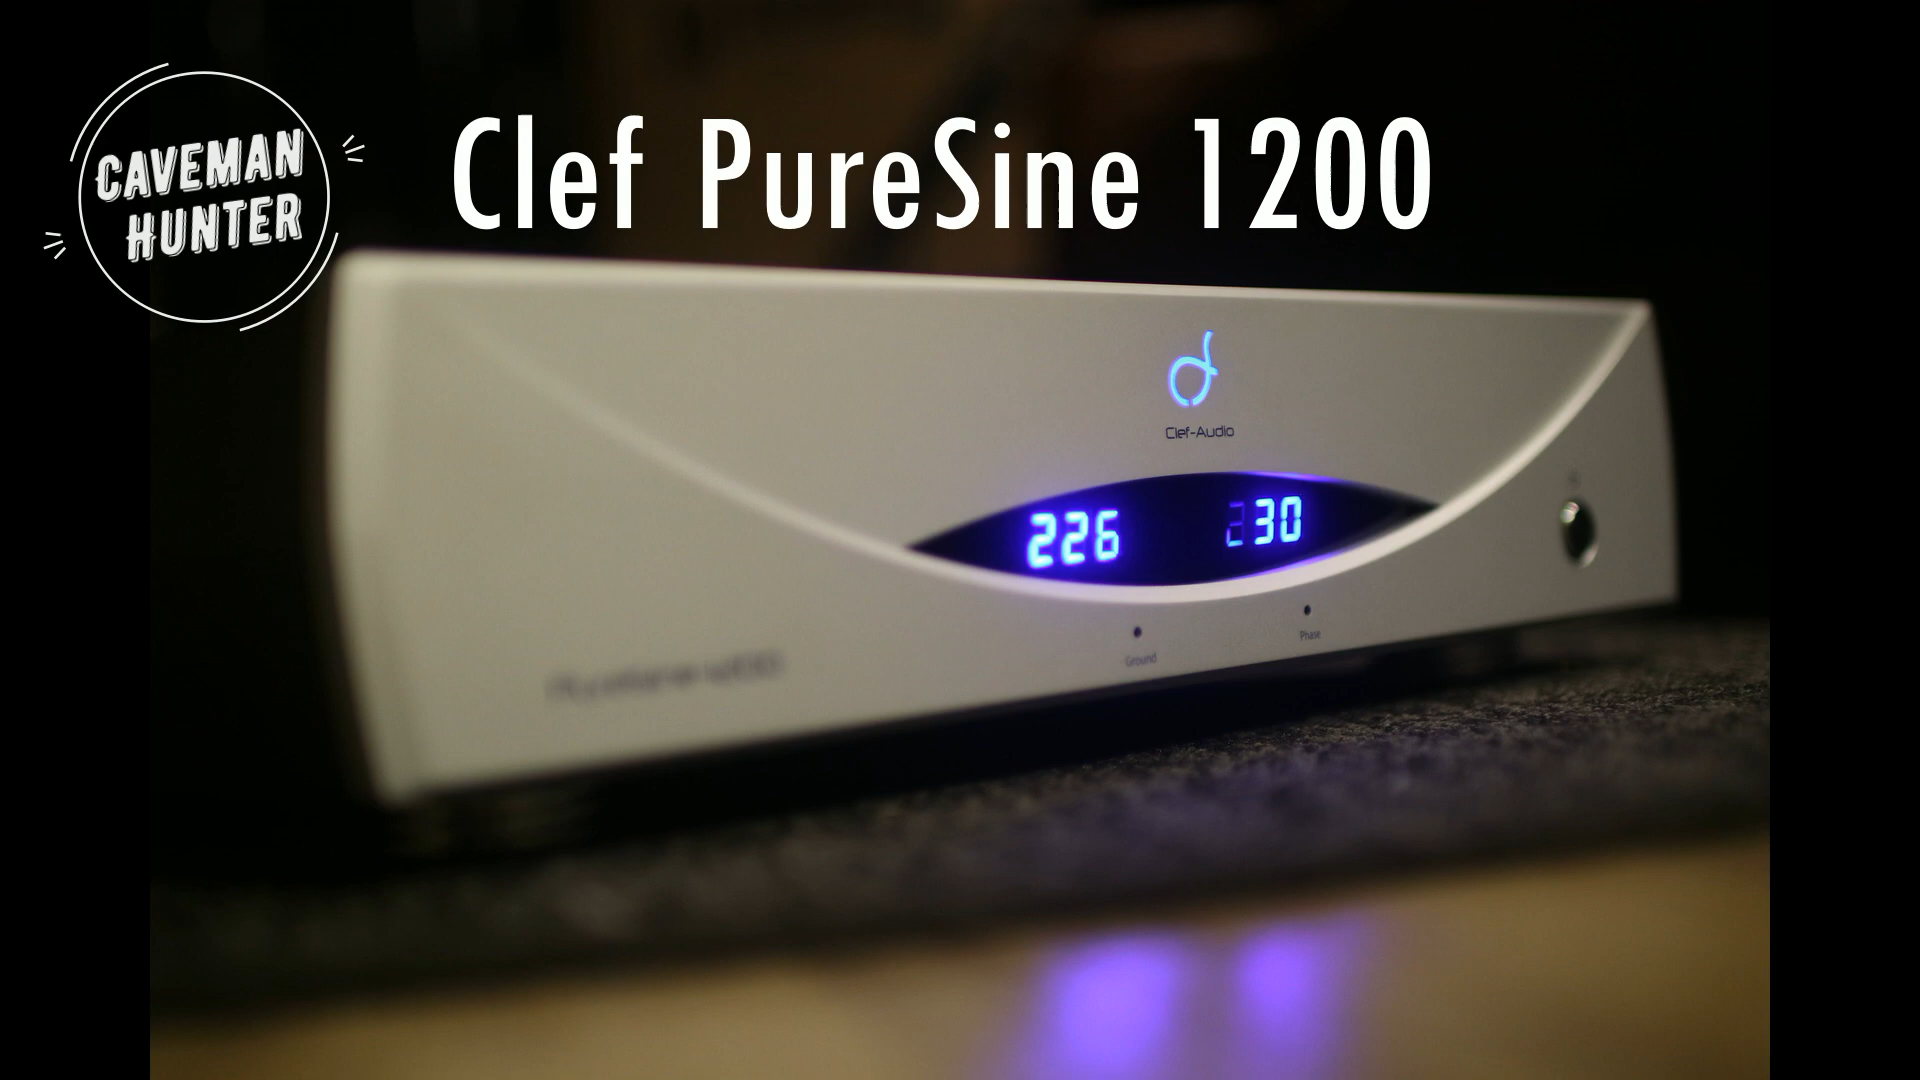 CAVEMAN
HUNTER
Clef PureSine 1200
Clef-Audio
226
230
Ground
Phase